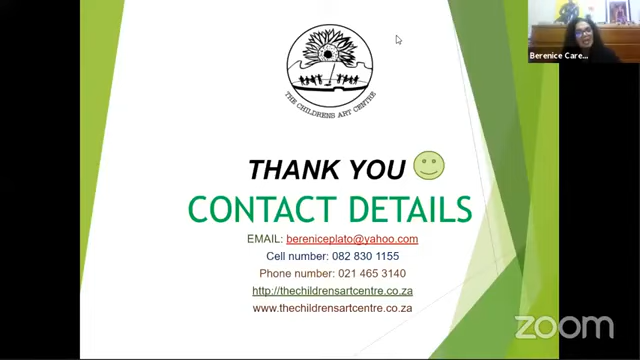 Berenice Care...
THE CHILDRENS ART CENTRE
THANK YOU
CONTACT DETAILS
EMAIL: bereniceplato@yahoo.com
Cell number: 082 830 1155
Phone number: 021 465 3140
http://thechildrensartcentre.co.za
www.thechildrensartcentre.co.za
zoom